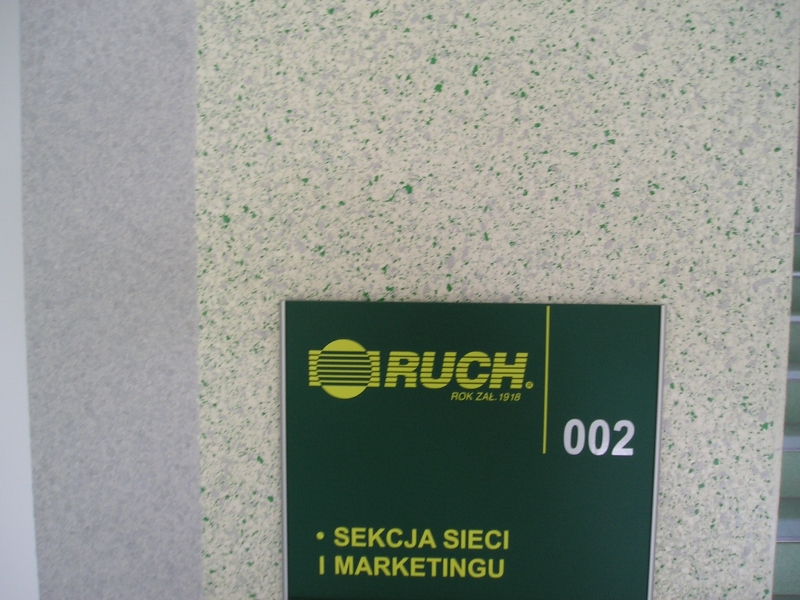 RUCH®
ROK ZAŁ. 1918
002
• SEKCJA SIECI
I MARKETINGU